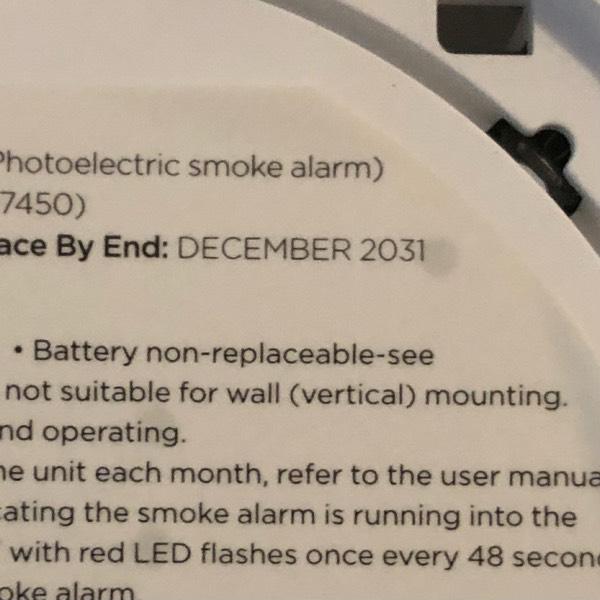 Photoelectric smoke alarm)
7450)
ace By End: DECEMBER 2031
• Battery non-replaceable-see
not suitable for wall (vertical) mounting.
nd operating.
he unit each month, refer to the user manua
cating the smoke alarm is running into the
with red LED flashes once every 48 secon
oke alarm